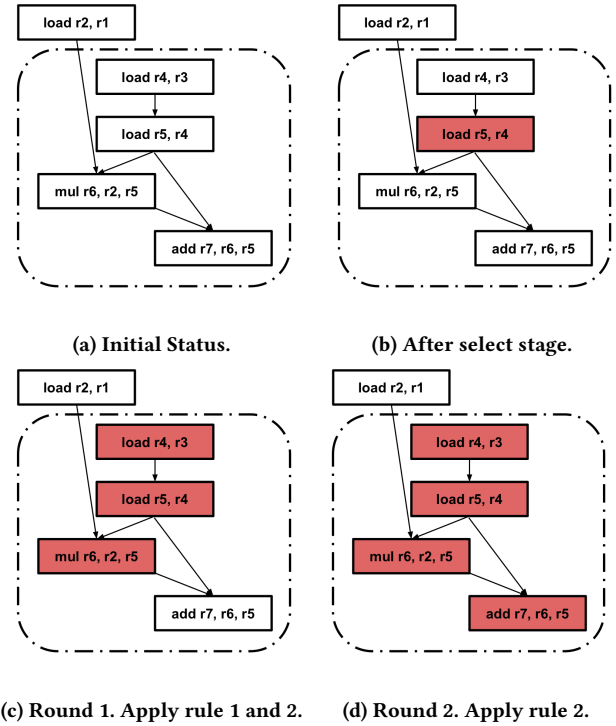 load r2, r1
load r4, r3
load r5, r4
mul r6, r2, r5
add r7, r6, r5
(a) Initial Status.
load r2, r1
load r4, r3
load r5, r4
mul r6, r2, r5
add r7, r6, r5
(b) After select stage.
load r2, r1
load r4, r3
load r5, r4
mul r6, r2, r5
add r7, r6, r5
(c) Round 1. Apply rule 1 and 2.
load r2, r1
load r4, r3
load r5, r4
mul r6, r2, r5
add r7, r6, r5
(d) Round 2. Apply rule 2.